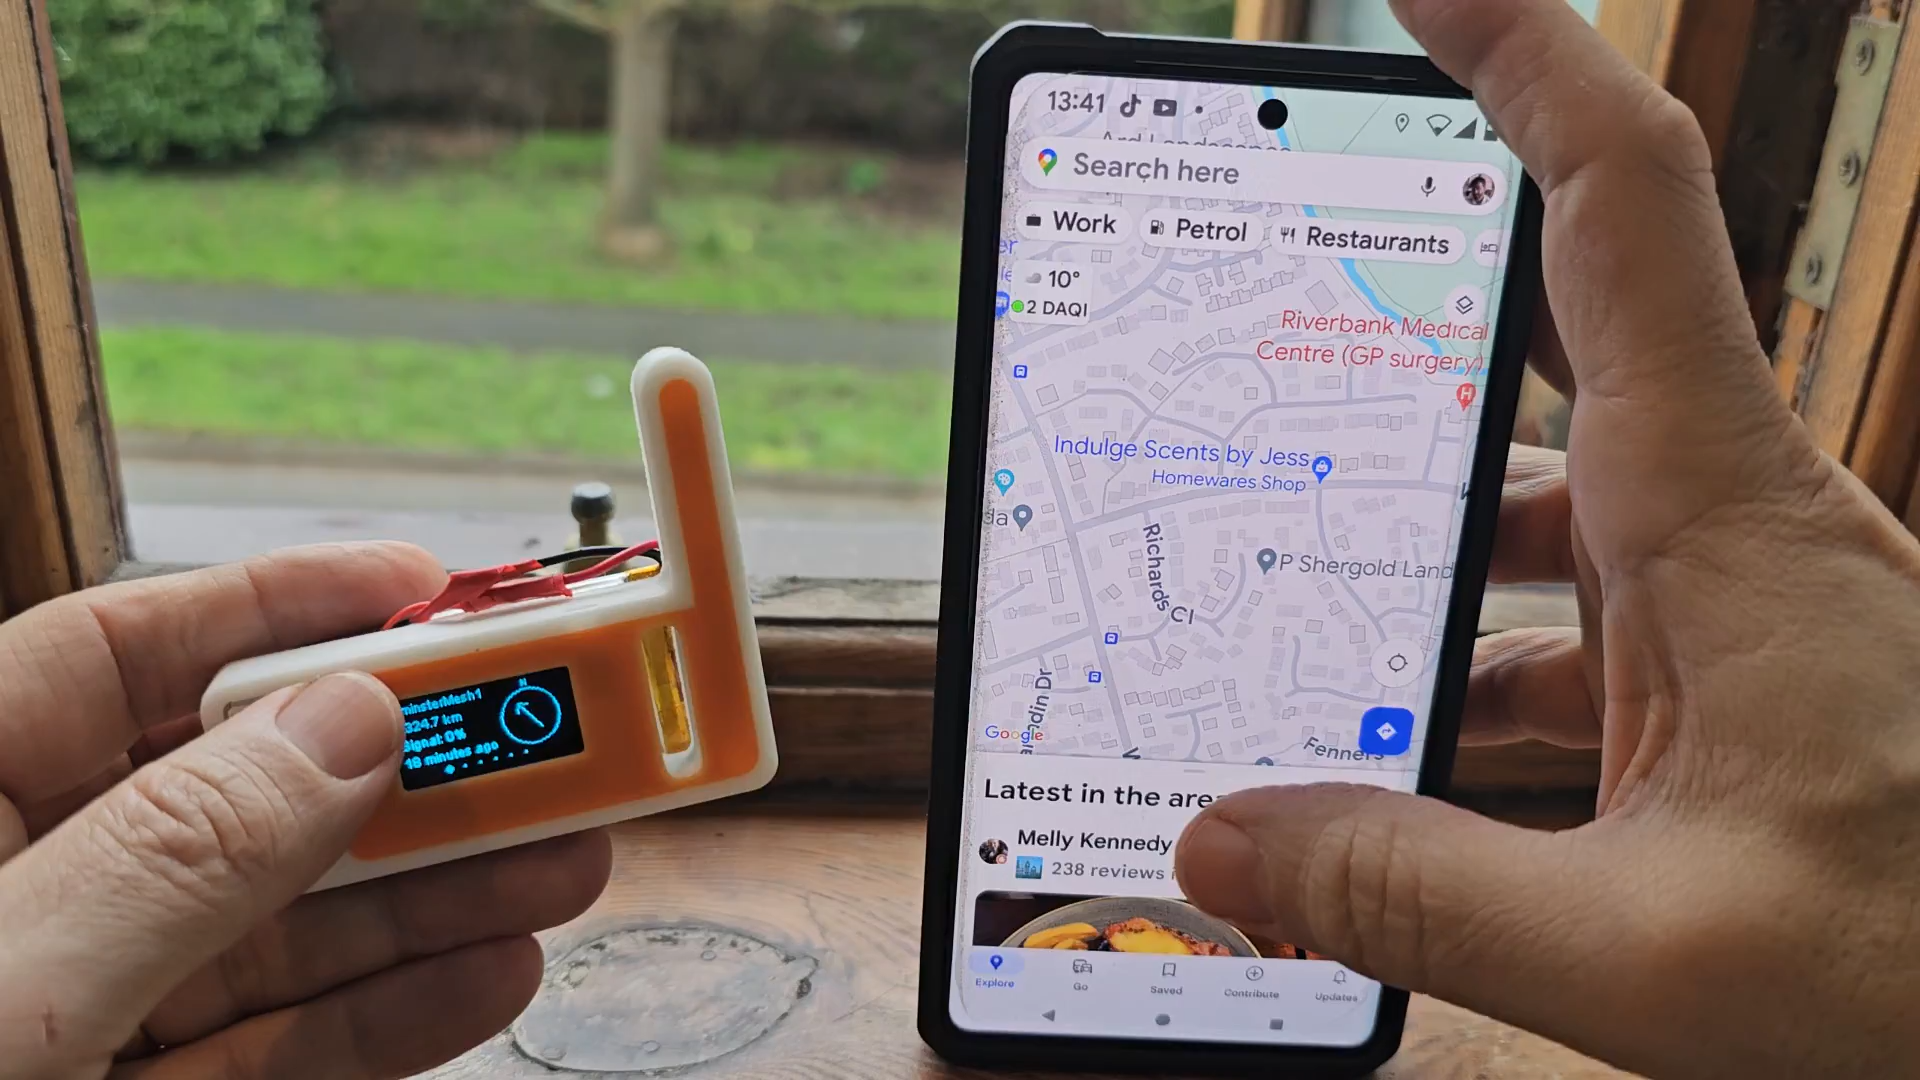 N
324.7 km
Signal: 0%
18 minutes ago
13:41
Search here
Work
Petrol
Restaurants
10°
2 DAQI
Riverbank Medical
Centre (GP surgery)
H
Indulge Scents by Jess
Homewares Shop
Richards Cl
P Shergold Land
Google
Latest in the area
Melly Kennedy
238 reviews
Explore
Go
Saved
Contribute
Updates